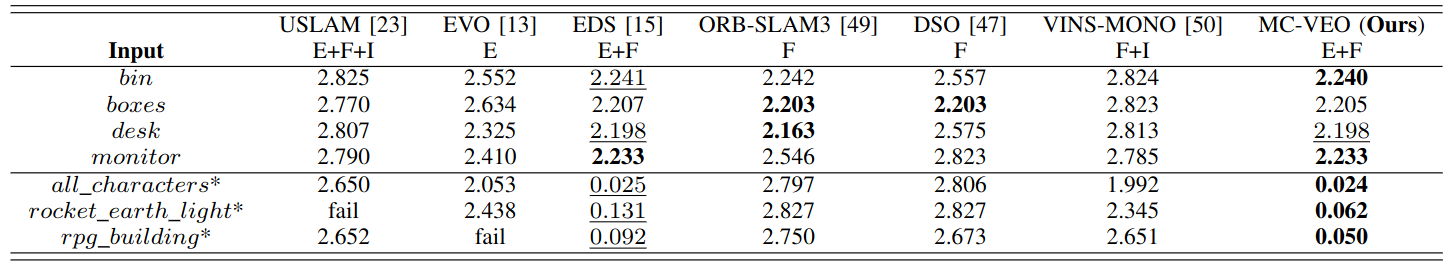 USLAM [23] EVO [13] EDS [15] ORB-SLAM3 [49] DSO [47] VINS-MONO [50] MC-VEO (Ours)
Input E+F+I E E+F F F F+I E+F
bin 2.825 2.552 2.241 2.242 2.557 2.824 2.240
boxes 2.770 2.634 2.207 2.203 2.203 2.823 2.205
desk 2.807 2.325 2.198 2.163 2.575 2.813 2.198
monitor 2.790 2.410 2.233 2.546 2.823 2.785 2.233
all_characters* 2.650 2.053 0.025 2.797 2.806 1.992 0.024
rocket_earth_light* fail 2.438 0.131 2.827 2.827 2.345 0.062
rpg_building* 2.652 fail 0.092 2.750 2.673 2.651 0.050